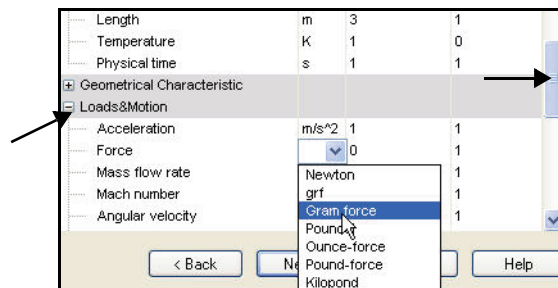 Length m 3 1
Temperature K 1 0
Physical time s 1 1
Geometrical Characteristic
Loads&Motion
Acceleration m/s^2 1 1
Force 0 1
Mass flow rate 1
Mach number 1
Angular velocity 1
Newton
grf
Gram force
Ounce-force
Pound-force
Kilopond
< Back
Help